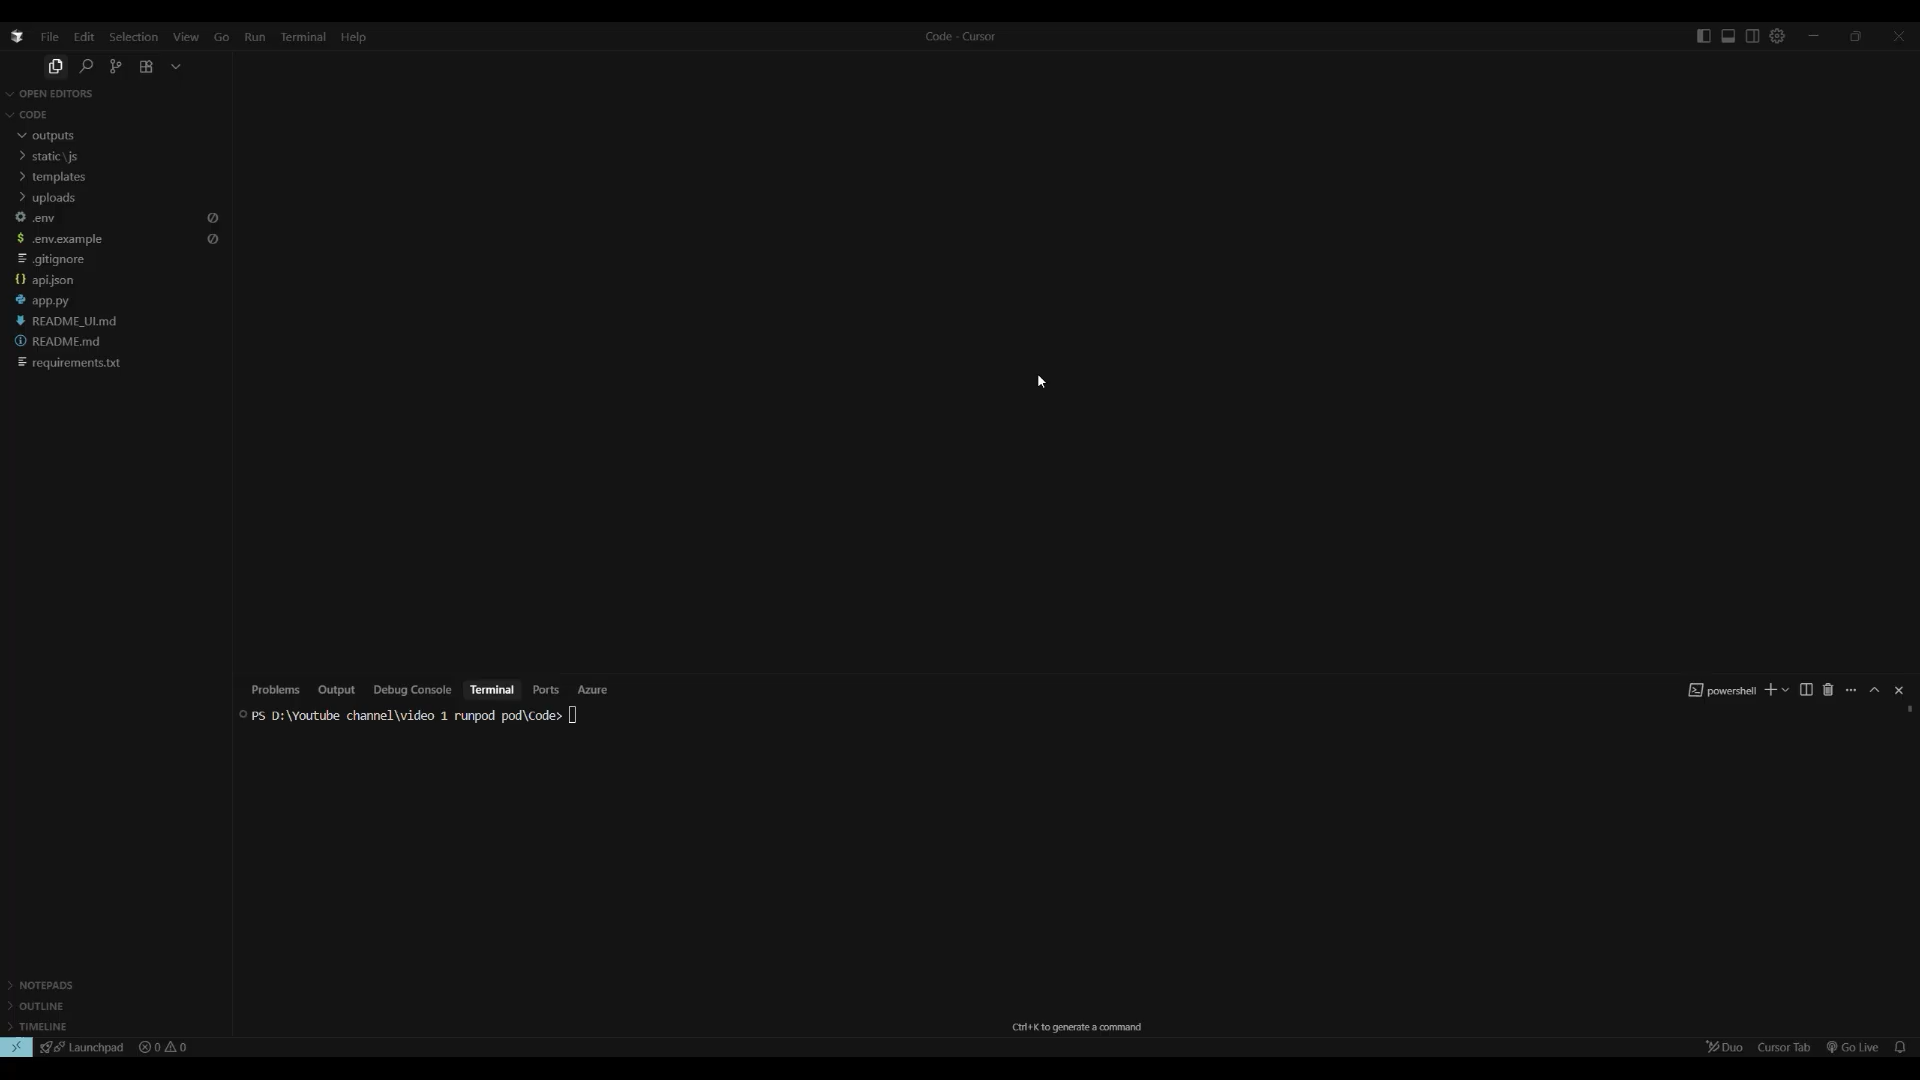 File Edit Selection View Go Run Terminal Help
Code - Cursor
OPEN EDITORS
CODE
outputs
static\js
templates
uploads
.env
.env.example
.gitignore
api.json
app.py
README_UI.md
README.md
requirements.txt
Problems Output Debug Console Terminal Ports Azure
powershell
PS D:\Youtube channel\video 1 runpod pod\Code>
NOTEPADS
OUTLINE
TIMELINE
Ctrl+K to generate a command
Launchpad 0 0
Duo Cursor Tab Go Live